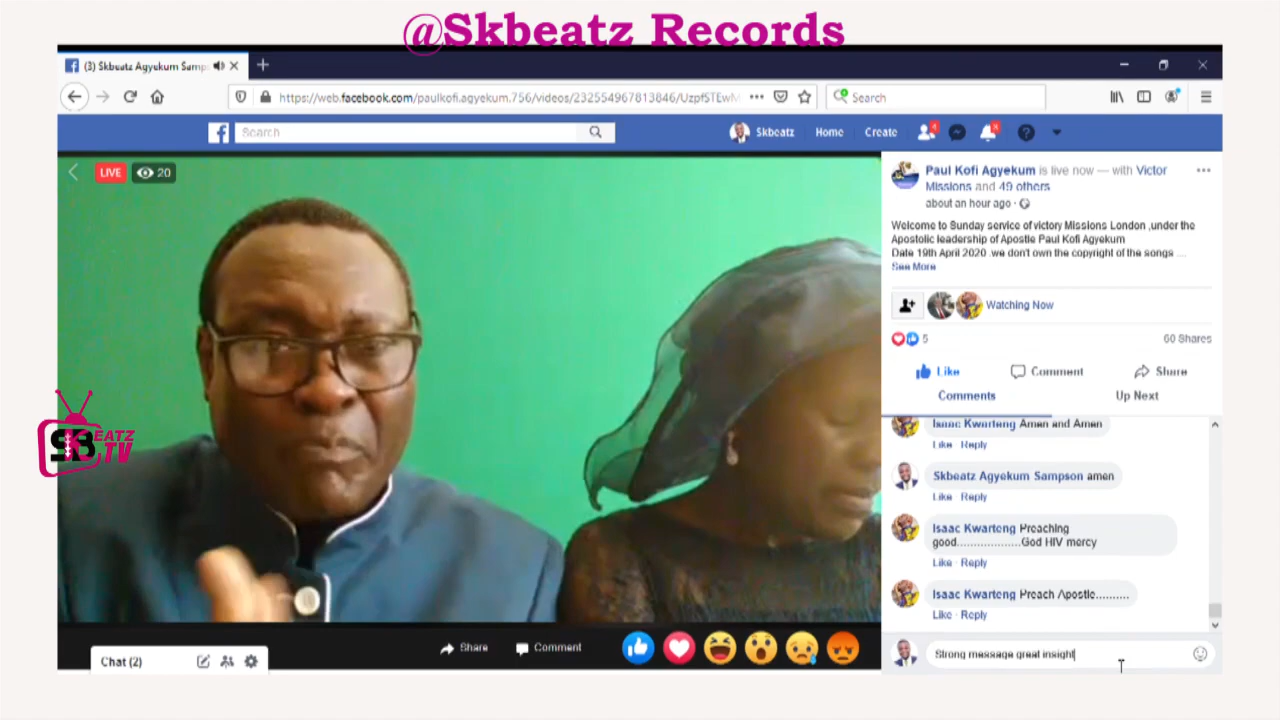 @Skbeatz Records
(3) Skbeatz Agyekum Samp
https://web.facebook.com/paulkofi.agyekum.756/videos/232554967813846/UzpfSTEwM
Search
Search
Skbeatz Home Create
LIVE 20
Paul Kofi Agyekum is live now — with Victor
Missions and 49 others
about an hour ago ·
Welcome to Sunday service of victory Missions London ,under the
Apostolic leadership of Apostle Paul Kofi Agyekum
Date 19th April 2020 .we don't own the copyright of the songs ...
See More
Watching Now
5
60 Shares
Like Comment Share
Comments Up Next
Isaac Kwarteng Amen and Amen
Like · Reply
Skbeatz Agyekum Sampson amen
Like · Reply
Isaac Kwarteng Preaching
good....................God HIV mercy
Like · Reply
Isaac Kwarteng Preach Apostle..........
Like · Reply
Strong message great insight
SKBEATZ
TV
Share Comment
Chat (2)